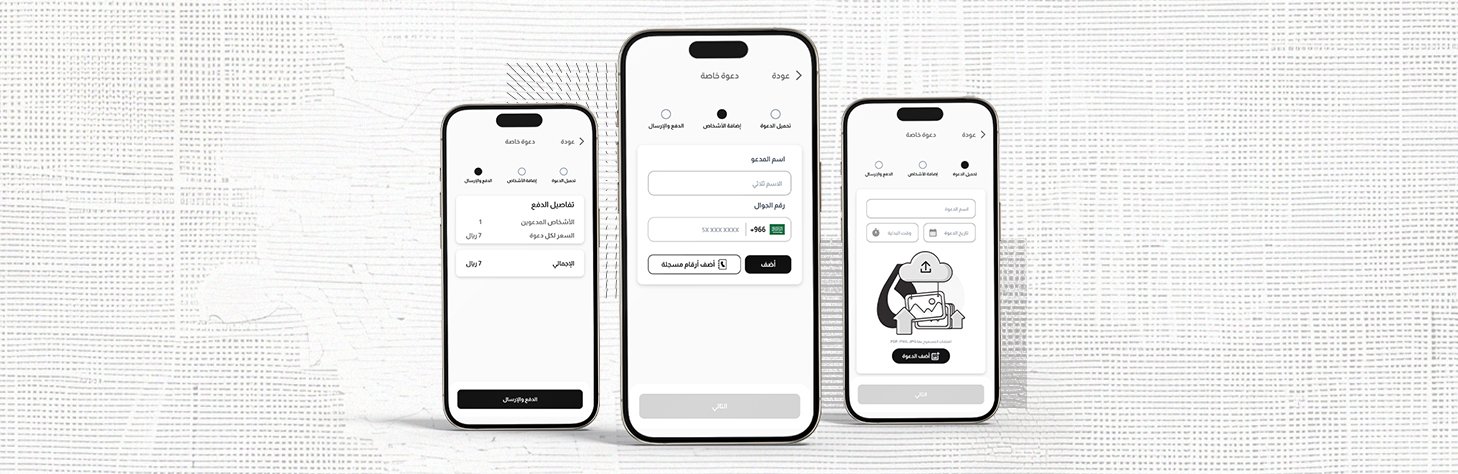 عودة
دعوة خاصة
تحميل الدعوة
إضافة الأشخاص
الدفع والإرسال
اسم الدعوة
تاريخ الدعوة
وقت البداية
أضف الدعوة
التالي
عودة
دعوة خاصة
تحميل الدعوة
إضافة الأشخاص
الدفع والإرسال
اسم المدعو
الاسم ثلاثي
رقم الجوال
+966
5X XXX XXXX
أضف
أضف أرقام مسجلة
التالي
عودة
دعوة خاصة
تحميل الدعوة
إضافة الأشخاص
الدفع والإرسال
تفاصيل الدفع
الأشخاص المدعوين 1
السعر لكل دعوة 7 ريال
الإجمالي 7 ريال
الدفع والإرسال